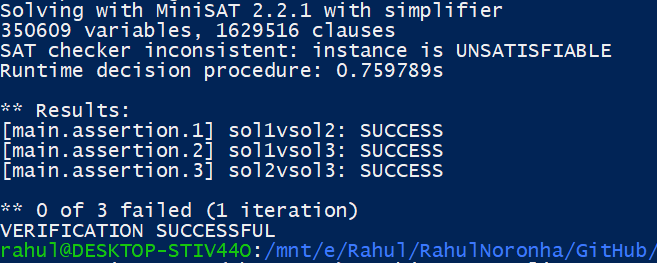 Solving with MiniSAT 2.2.1 with simplifier
350609 variables, 1629516 clauses
SAT checker inconsistent: instance is UNSATISFIABLE
Runtime decision procedure: 0.759789s

** Results:
[main.assertion.1] sol1vsol2: SUCCESS
[main.assertion.2] sol1vsol3: SUCCESS
[main.assertion.3] sol2vsol3: SUCCESS

** 0 of 3 failed (1 iteration)
VERIFICATION SUCCESSFUL
rahul@DESKTOP-STIV44O:/mnt/e/Rahul/RahulNoronha/GitHub/